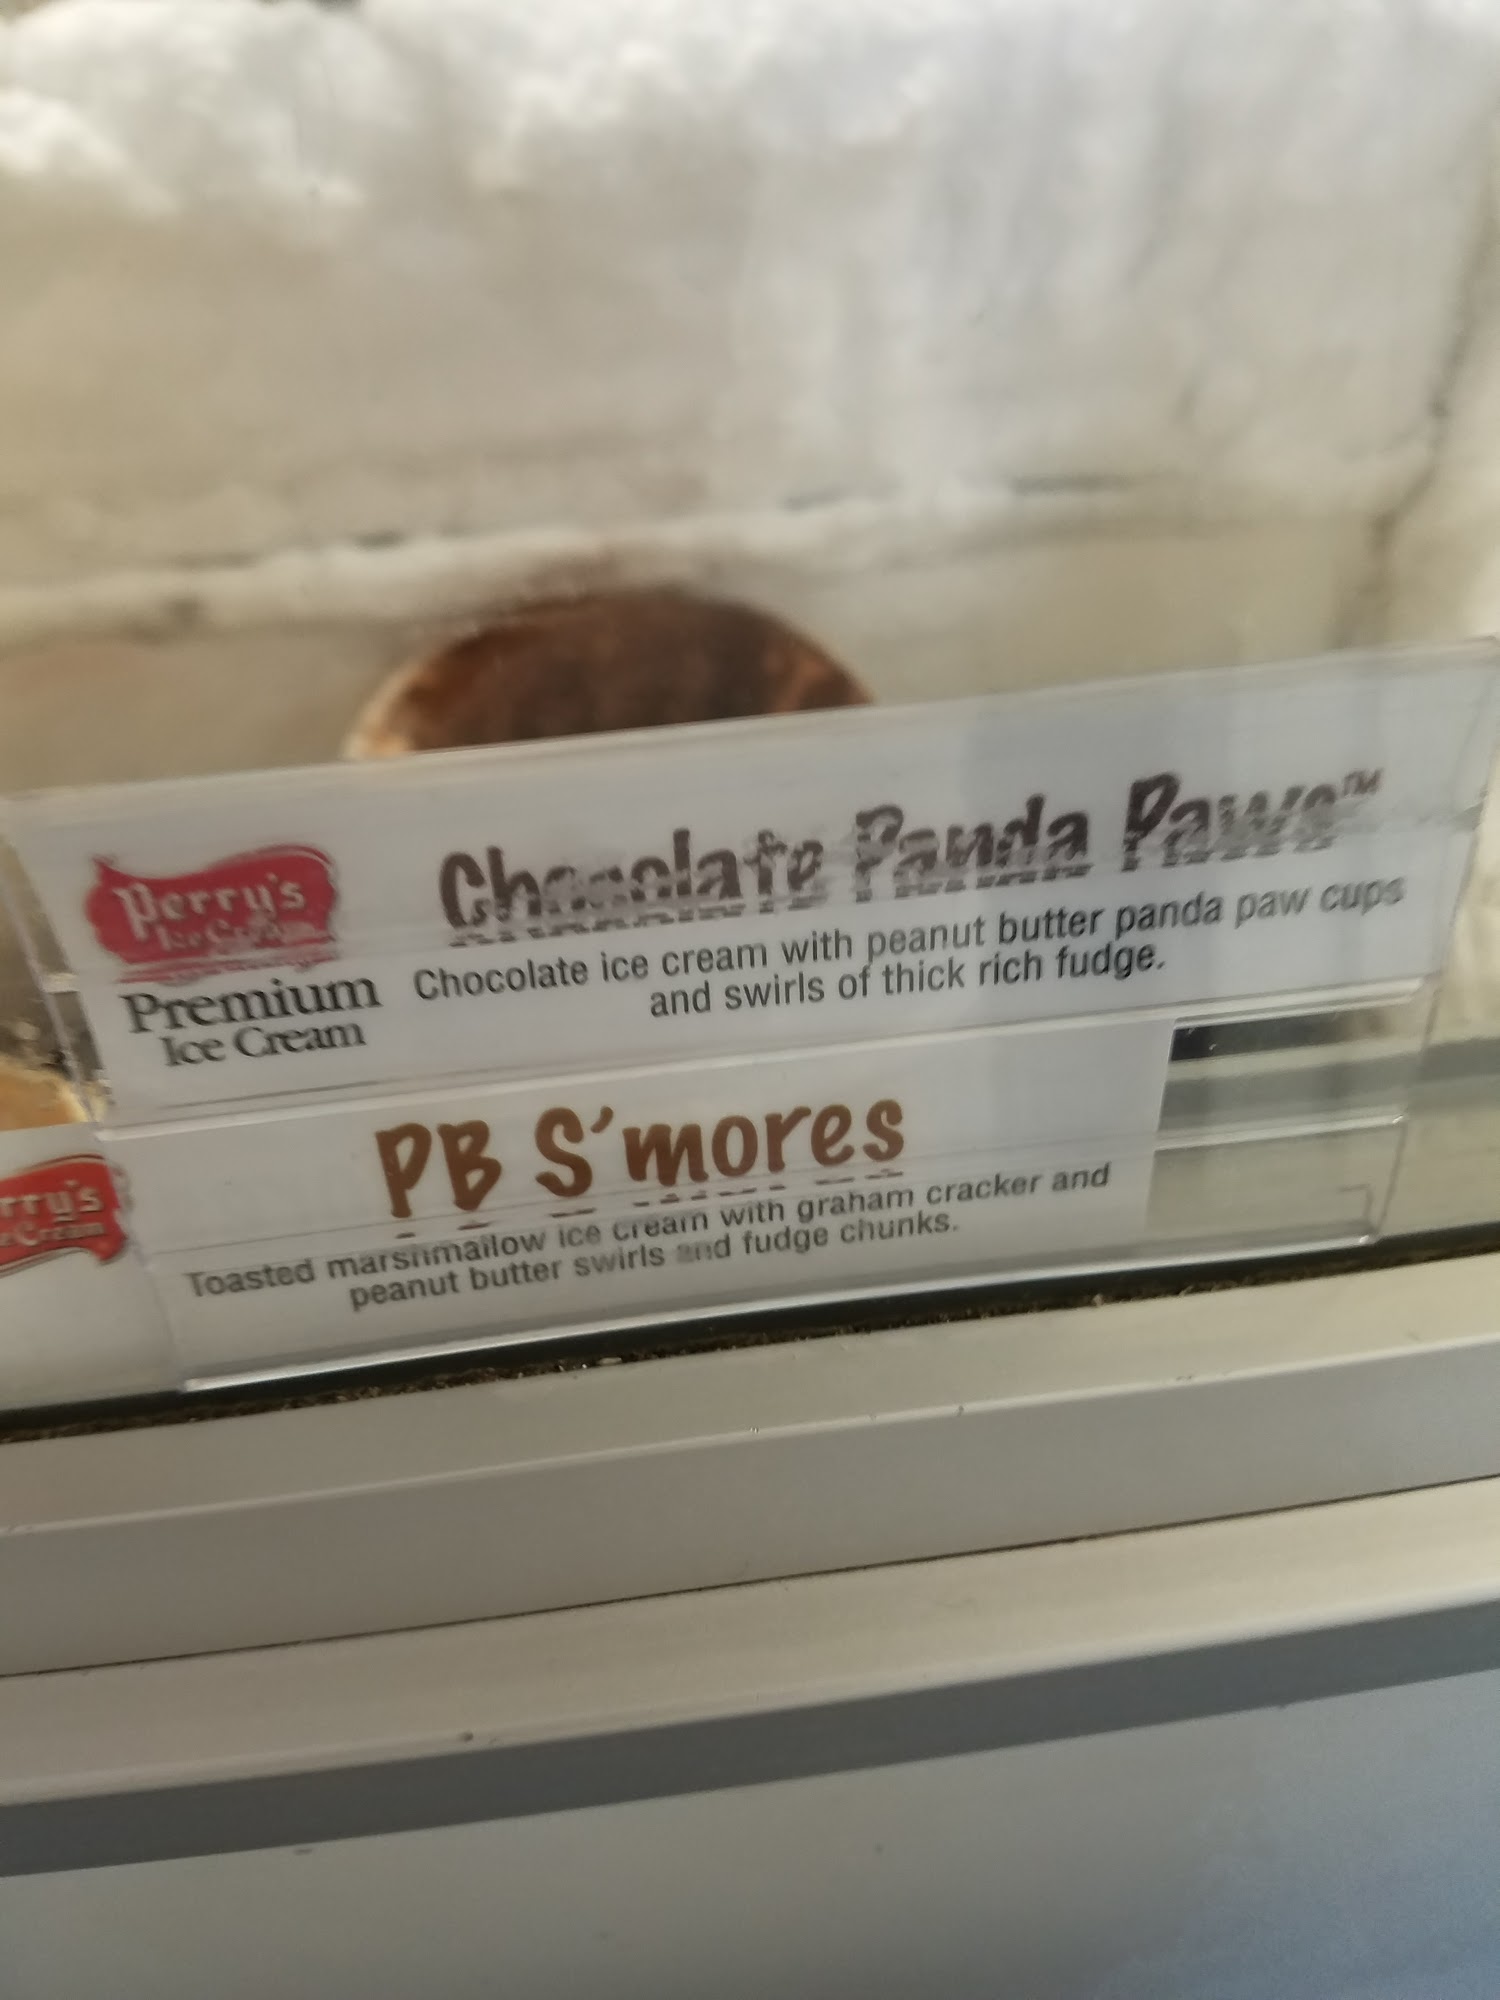 Perry's
Ice Cream
Premium
Ice Cream
Chocolate Panda Paws™
Chocolate ice cream with peanut butter panda paw cups
and swirls of thick rich fudge.
PB S'mores
Toasted marshmallow ice cream with graham cracker and
peanut butter swirls and fudge chunks.
rry's
e Cream